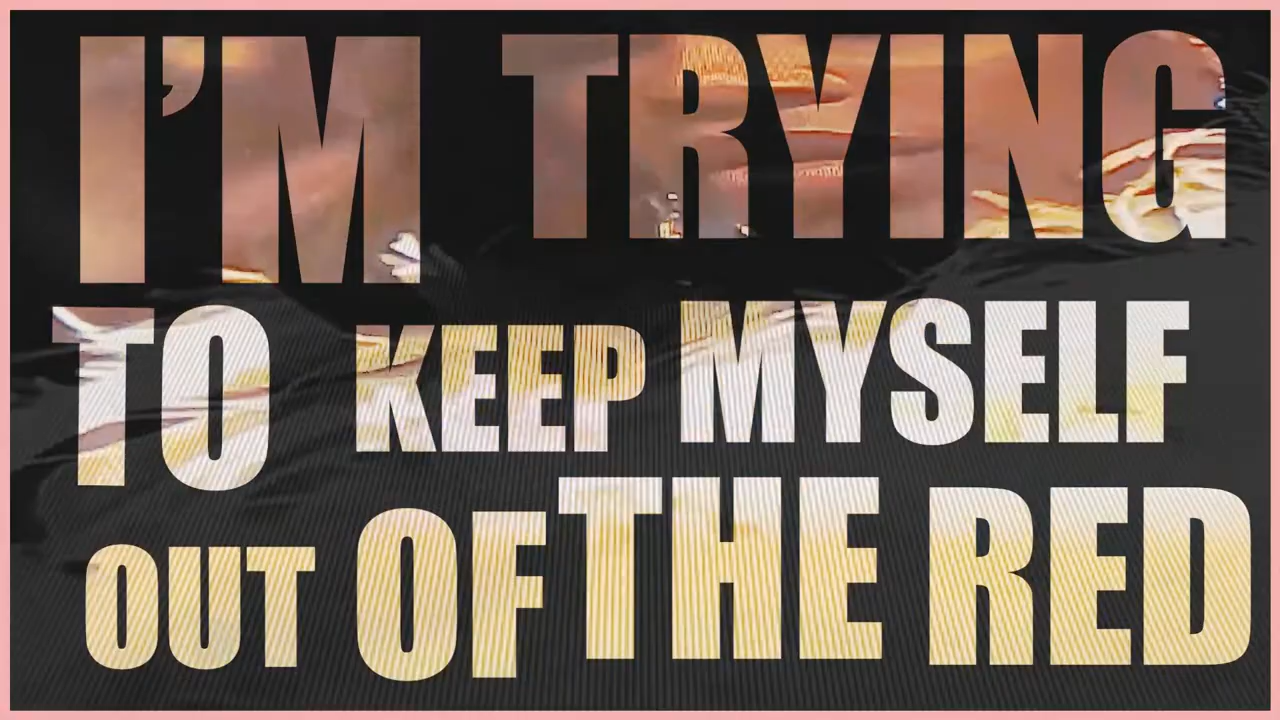 I'M TRYING
TO KEEP MYSELF
OUT OF THE RED